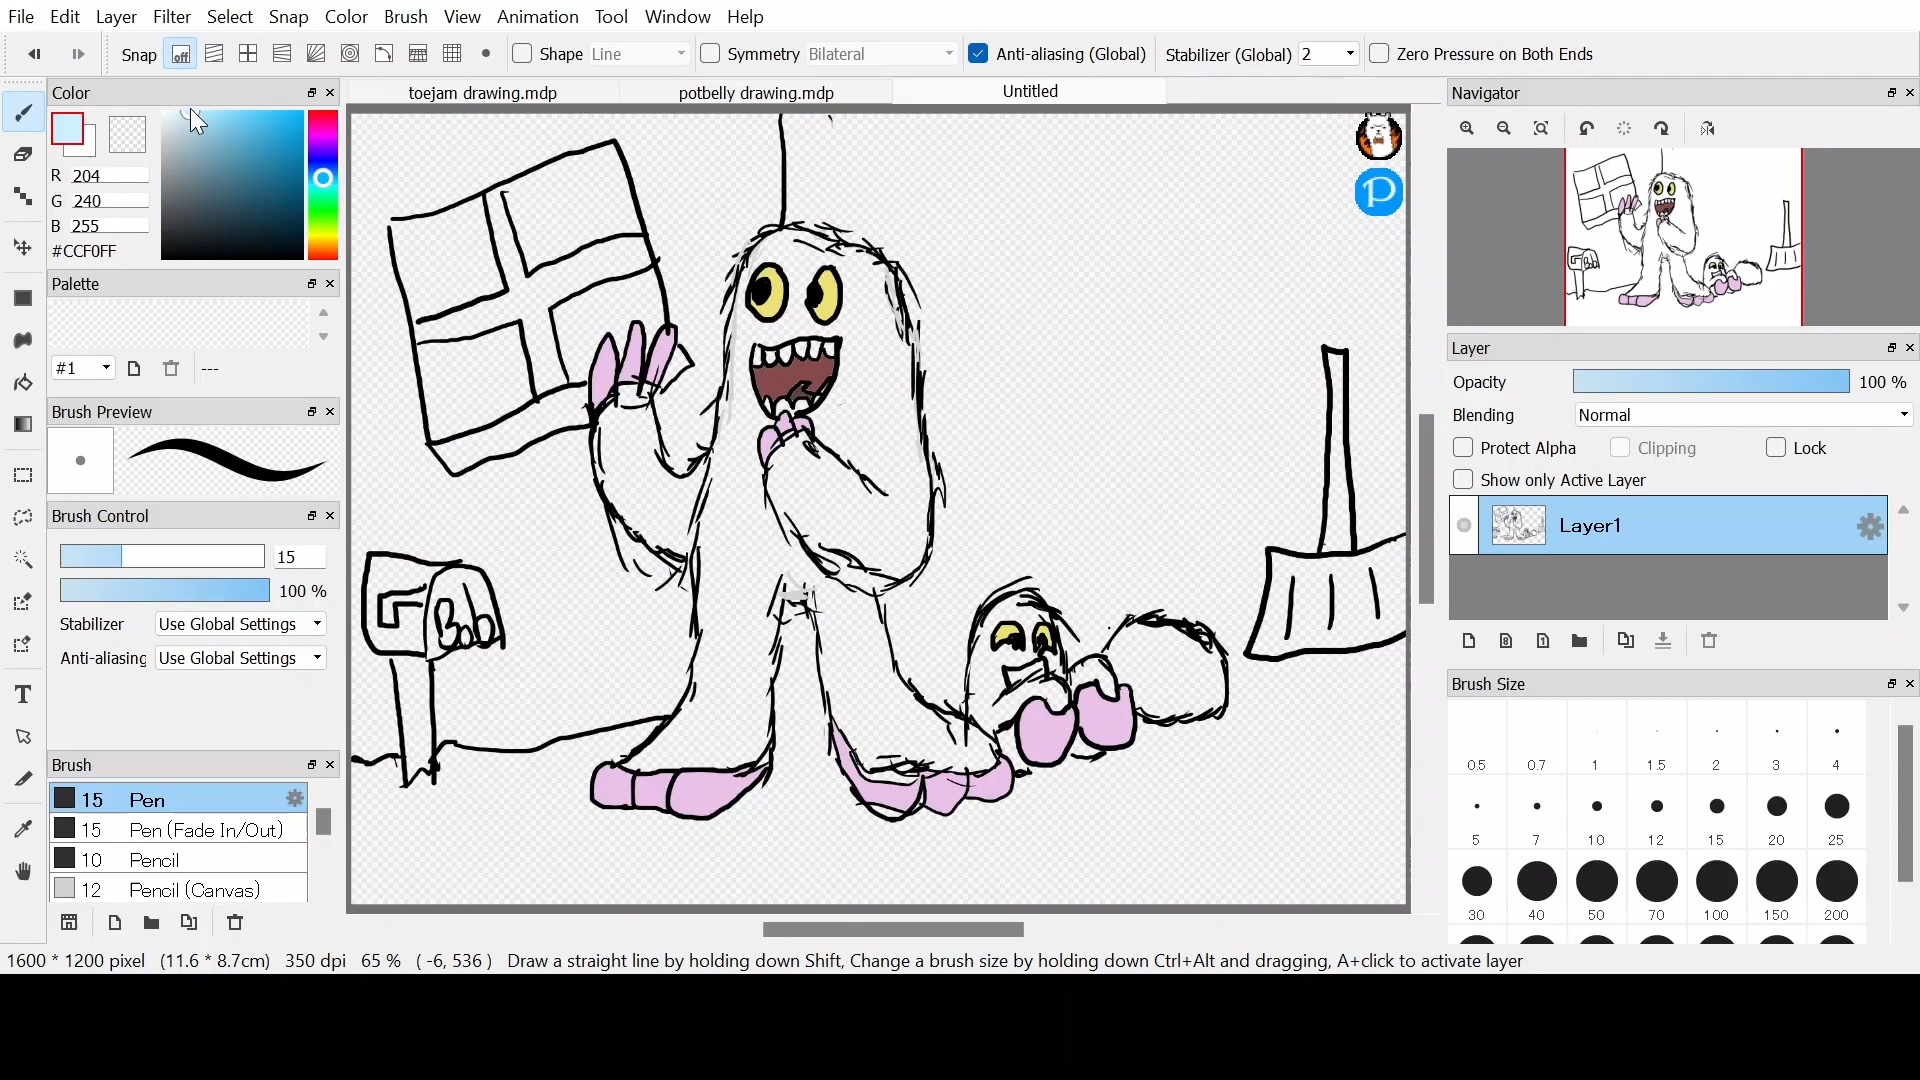 File Edit Layer Filter Select Snap Color Brush View Animation Tool Window Help
Snap off Shape Line Symmetry Bilateral Anti-aliasing (Global) Stabilizer (Global) 2 Zero Pressure on Both Ends
Color
toejam drawing.mdp potbelly drawing.mdp Untitled
Navigator
R 204
G 240
B 255
#CCF0FF
P
Palette
#1 ---
Brush Preview
Brush Control
15
100 %
Stabilizer Use Global Settings
Anti-aliasing Use Global Settings
G Bob
Brush
15 Pen
15 Pen (Fade In/Out)
10 Pencil
12 Pencil (Canvas)
T
Layer
Opacity 100 %
Blending Normal
Protect Alpha Clipping Lock
Show only Active Layer
Layer1
Brush Size
0.5 0.7 1 1.5 2 3 4
5 7 10 12 15 20 25
30 40 50 70 100 150 200
1600 * 1200 pixel (11.6 * 8.7cm) 350 dpi 65 % ( -6, 536 ) Draw a straight line by holding down Shift, Change a brush size by holding down Ctrl+Alt and dragging, A+click to activate layer